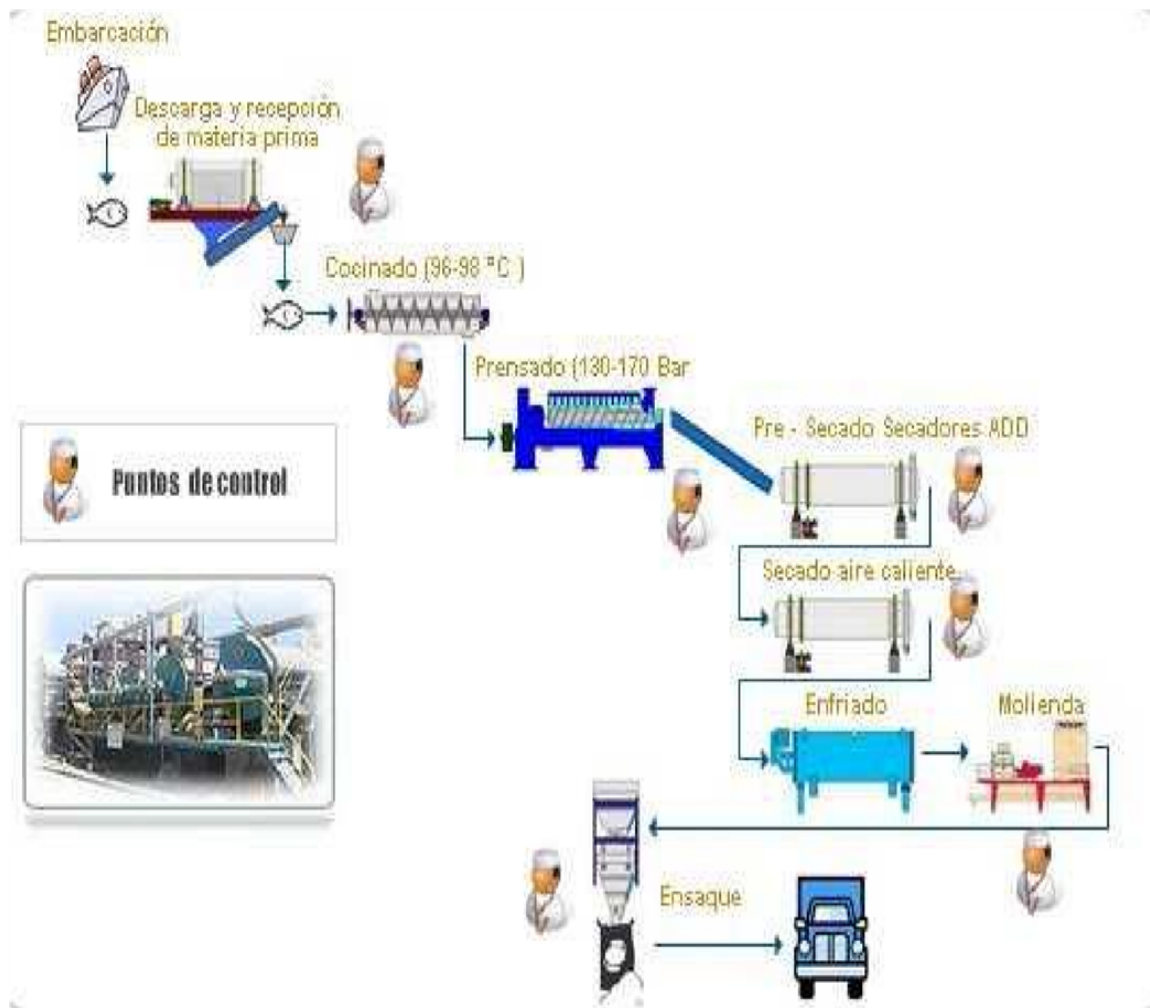 Embarcación
Descarga y recepción
de materia prima
Cocinado (96-98 °C )
Prensado (130-170 Bar
Pre - Secado Secadores ADD
Puntos de control
Secado aire caliente
Enfriado
Molienda
Ensaque